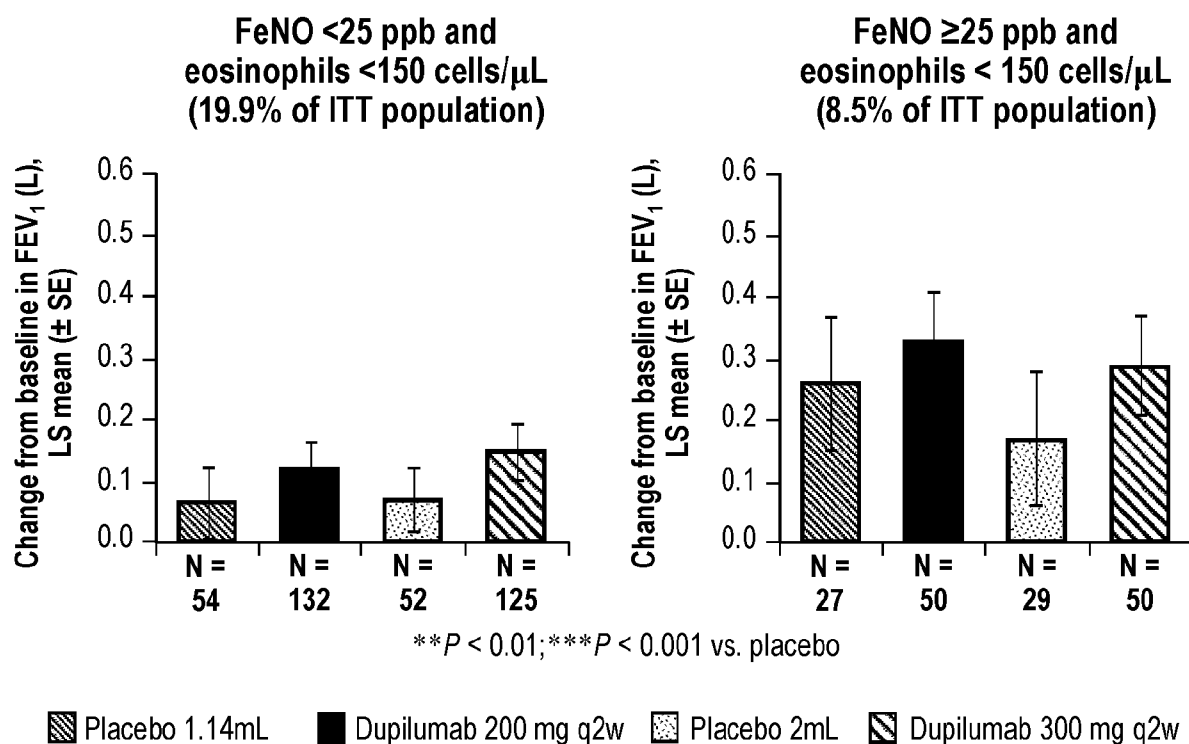 FeNO <25 ppb and
eosinophils <150 cells/μL
(19.9% of ITT population)
Change from baseline in FEV₁ (L),
LS mean (± SE)
0.6
0.5
0.4
0.3
0.2
0.1
0.0
N = 54
N = 132
N = 52
N = 125
FeNO ≥25 ppb and
eosinophils < 150 cells/μL
(8.5% of ITT population)
Change from baseline in FEV₁ (L),
LS mean (± SE)
0.6
0.5
0.4
0.3
0.2
0.1
0.0
N = 27
N = 50
N = 29
N = 50
**P < 0.01;***P < 0.001 vs. placebo
Placebo 1.14mL
Dupilumab 200 mg q2w
Placebo 2mL
Dupilumab 300 mg q2w